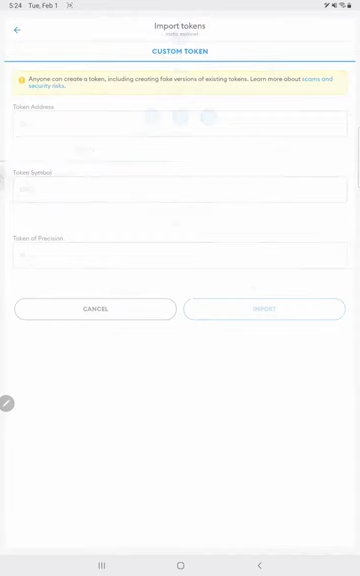 5:24 Tue, Feb 1
Import tokens
CUSTOM TOKEN
Anyone can create a token, including creating fake versions of existing tokens. Learn more about scams and
security risks.
Token Address
Token Symbol
Token of Precision
CANCEL
IMPORT